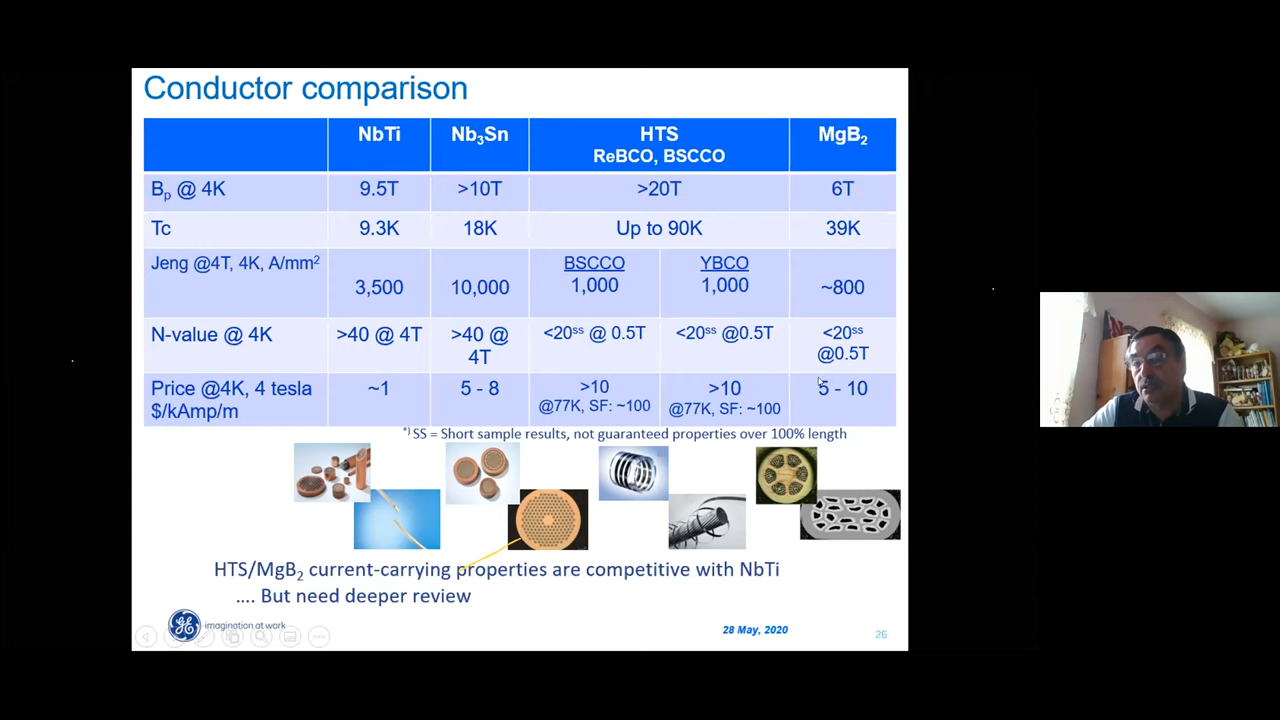 Conductor comparison
NbTi
Nb₃Sn
HTS
ReBCO, BSCCO
MgB₂
Bₚ @ 4K
9.5T
>10T
>20T
6T
Tc
9.3K
18K
Up to 90K
39K
Jeng @4T, 4K, A/mm²
3,500
10,000
BSCCO
1,000
YBCO
1,000
~800
N-value @ 4K
>40 @ 4T
>40 @
4T
<20ˢˢ @ 0.5T
<20ˢˢ @0.5T
<20ˢˢ
@0.5T
Price @4K, 4 tesla
$/kAmp/m
~1
5 - 8
>10
@77K, SF: ~100
>10
@77K, SF: ~100
5 - 10
*) SS = Short sample results, not guaranteed properties over 100% length
HTS/MgB₂ current-carrying properties are competitive with NbTi
.... But need deeper review
GE
imagination at work
28 May, 2020
26